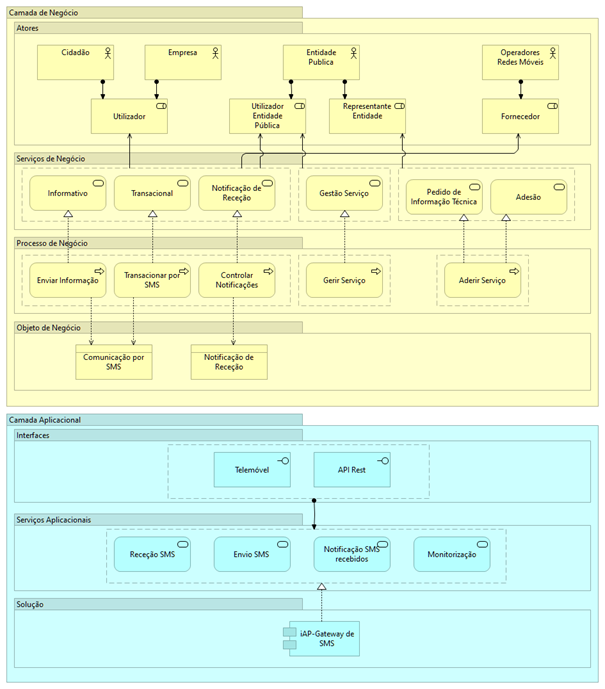 Camada de Negócio
Atores
Cidadão
Empresa
Entidade
Publica
Operadores
Redes Móveis
Utilizador
Utilizador
Entidade
Pública
Representante
Entidade
Fornecedor
Serviços de Negócio
Informativo
Transacional
Notificação de
Receção
Gestão Serviço
Pedido de
Informação Técnica
Adesão
Processo de Negócio
Enviar Informação
Transacionar por
SMS
Controlar
Notificações
Gerir Serviço
Aderir Serviço
Objeto de Negócio
Comunicação por
SMS
Notificação de
Receção
Camada Aplicacional
Interfaces
Telemóvel
API Rest
Serviços Aplicacionais
Receção SMS
Envio SMS
Notificação SMS
recebidos
Monitorização
Solução
iAP-Gateway de
SMS